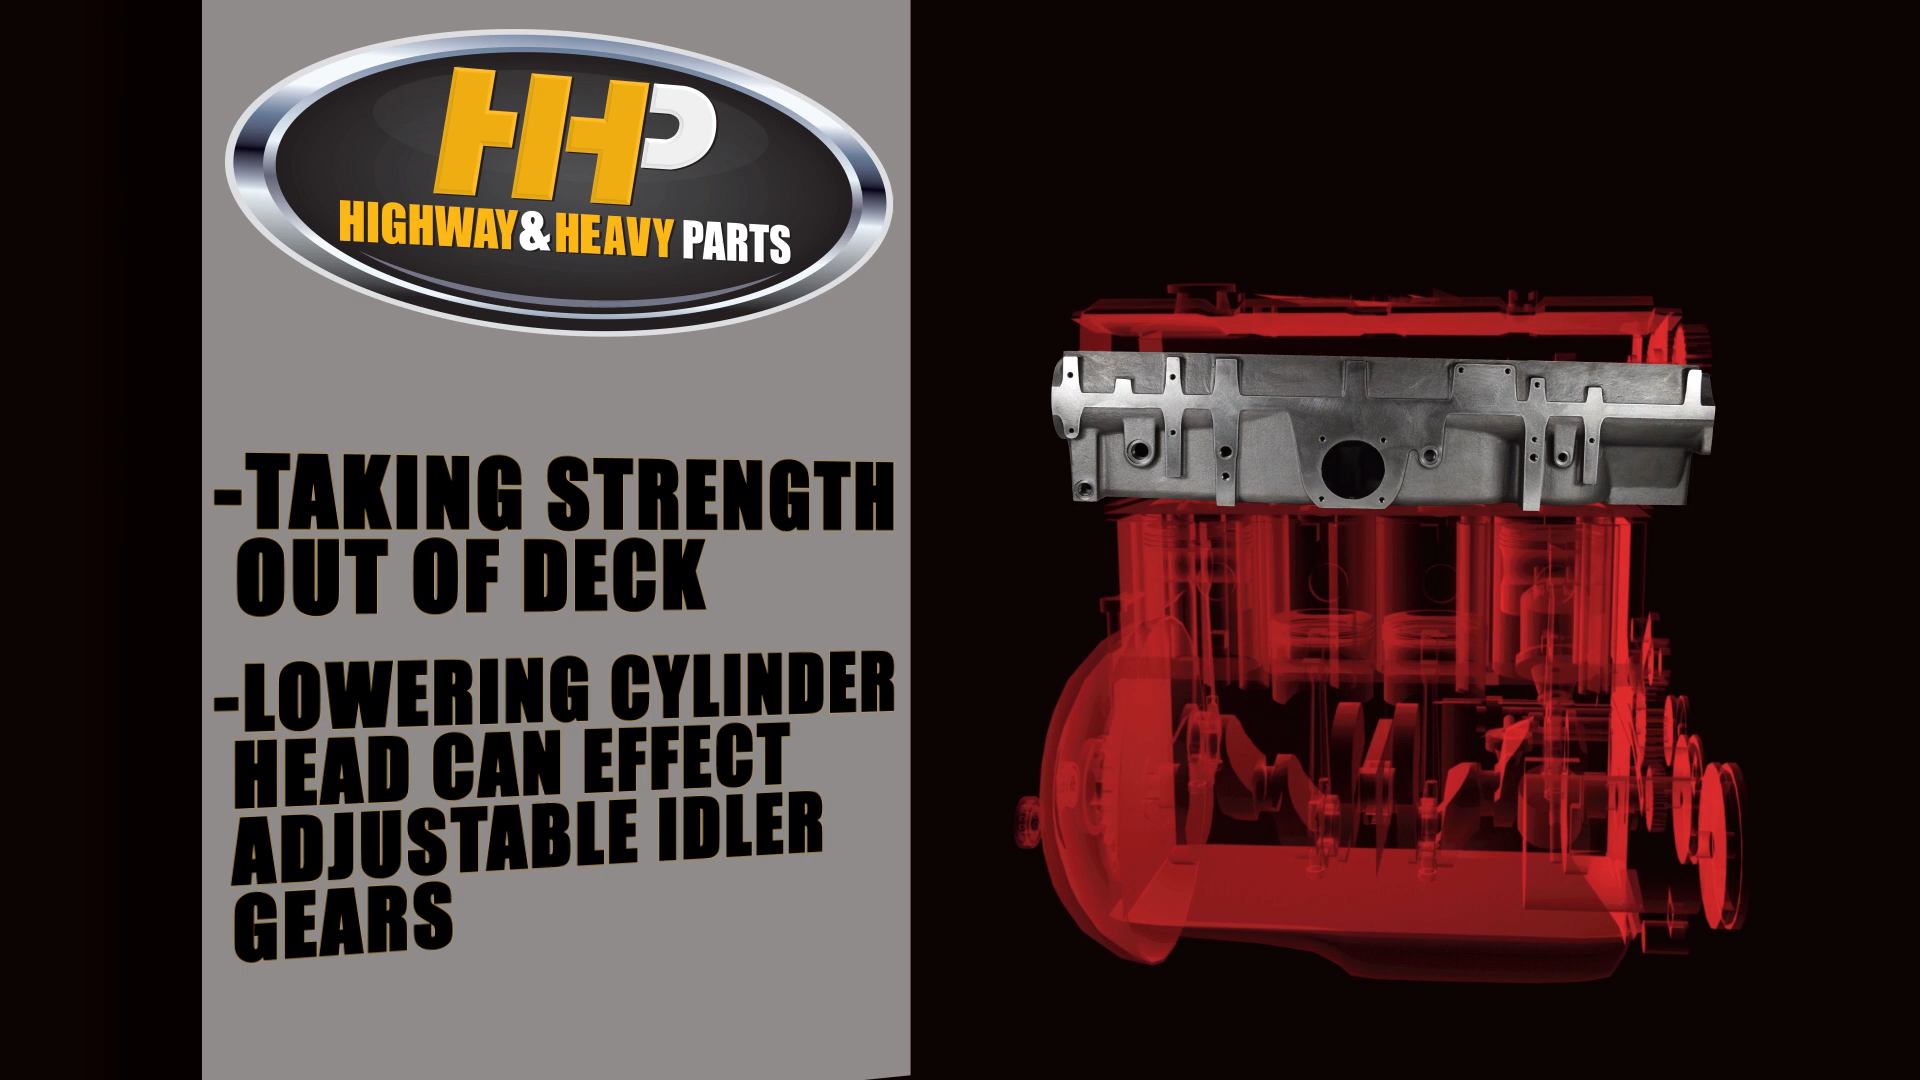 HHP
HIGHWAY&HEAVY PARTS
-TAKING STRENGTH
OUT OF DECK
-LOWERING CYLINDER
HEAD CAN EFFECT
ADJUSTABLE IDLER
GEARS